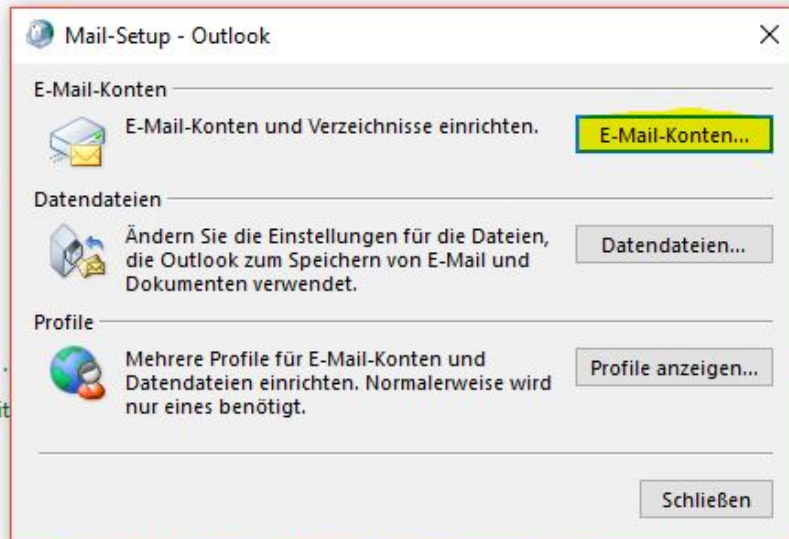 Mail-Setup - Outlook
E-Mail-Konten
E-Mail-Konten und Verzeichnisse einrichten.
E-Mail-Konten...
Datendateien
Ändern Sie die Einstellungen für die Dateien,
die Outlook zum Speichern von E-Mail und
Dokumenten verwendet.
Datendateien...
Profile
Mehrere Profile für E-Mail-Konten und
Datendateien einrichten. Normalerweise wird
nur eines benötigt.
Profile anzeigen...
Schließen